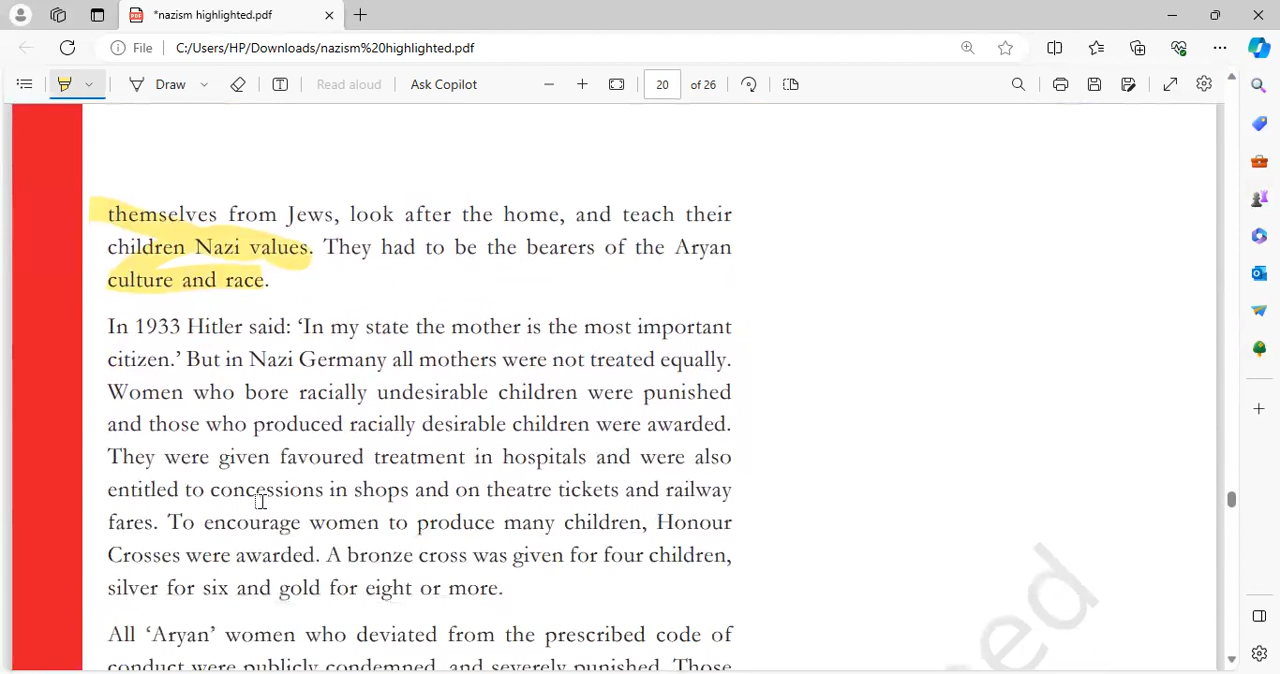 *nazism highlighted.pdf
File C:/Users/HP/Downloads/nazism%20highlighted.pdf
Draw Read aloud Ask Copilot 20 of 26
themselves from Jews, look after the home, and teach their
children Nazi values. They had to be the bearers of the Aryan
culture and race.
In 1933 Hitler said: ‘In my state the mother is the most important
citizen.’ But in Nazi Germany all mothers were not treated equally.
Women who bore racially undesirable children were punished
and those who produced racially desirable children were awarded.
They were given favoured treatment in hospitals and were also
entitled to concessions in shops and on theatre tickets and railway
fares. To encourage women to produce many children, Honour
Crosses were awarded. A bronze cross was given for four children,
silver for six and gold for eight or more.
All ‘Aryan’ women who deviated from the prescribed code of
conduct were publicly condemned, and severely punished. Those